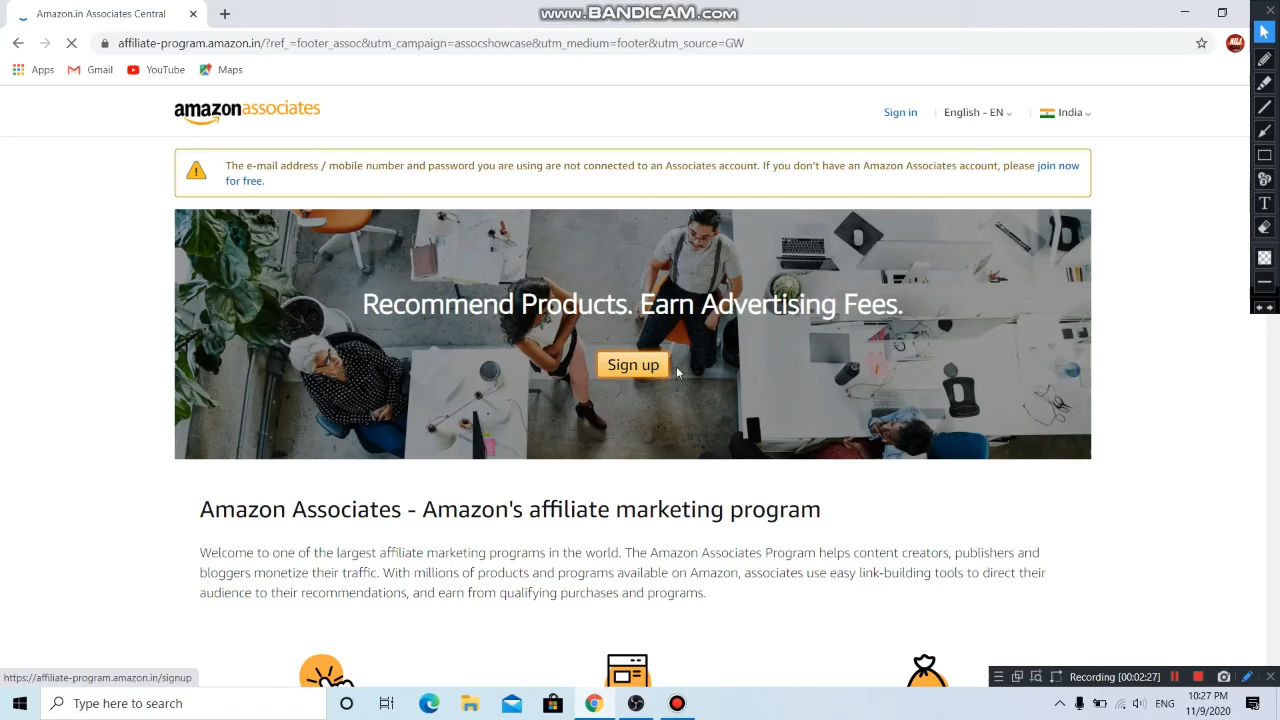 Amazon.in Associates Central
www.BANDICAM.com
affiliate-program.amazon.in/?ref_=footer_assoc&utm_campaign=assocshowcase&utm_medium=footer&utm_source=GW
Apps Gmail YouTube Maps
amazonassociates Sign in English - EN India
The e-mail address / mobile number and password you are using are not connected to an Associates account. If you don't have an Amazon Associates account, please join now
for free.
Recommend Products. Earn Advertising Fees.
Sign up
Amazon Associates - Amazon's affiliate marketing program
Welcome to one of the largest affiliate marketing programs in the world. The Amazon Associates Program helps content creators, publishers and
bloggers monetize their traffic. With millions of products and programs available on Amazon, associates use easy link-building tools to direct their
audience to their recommendations, and earn from qualifying purchases and programs.
https://affiliate-program.amazon.in/signup
Recording [00:02:27]
Type here to search
ENG
10:27 PM
11/9/2020